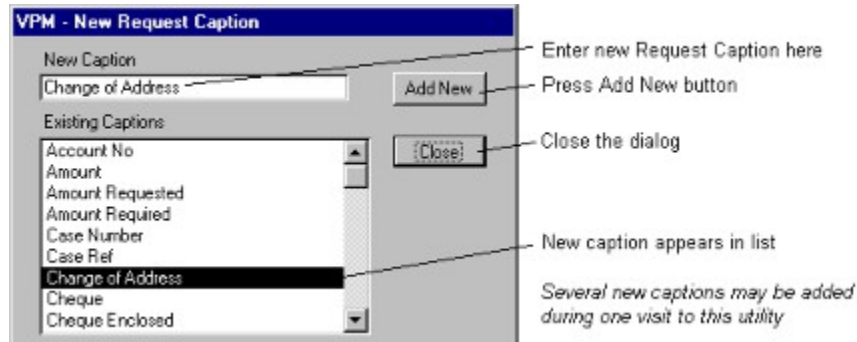 VPM - New Request Caption
New Caption
Change of Address
Add New
Existing Captions
Account No
Amount
Amount Requested
Amount Required
Case Number
Case Ref
Change of Address
Cheque
Cheque Enclosed
Close
Enter new Request Caption here
Press Add New button
Close the dialog
New caption appears in list
Several new captions may be added
during one visit to this utility